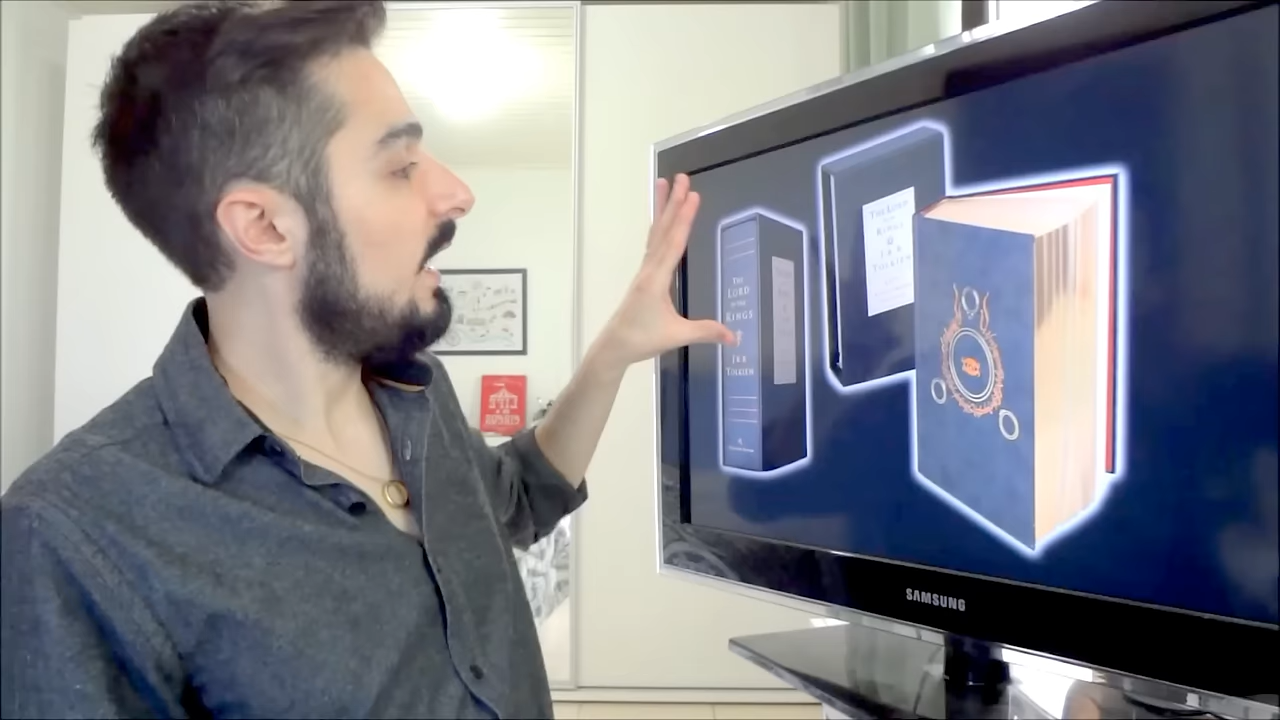 THE
LORD
OF THE
RINGS
J R R
TOLKIEN
THE LORD
OF THE
RINGS
J R R
TOLKIEN
SAMSUNG